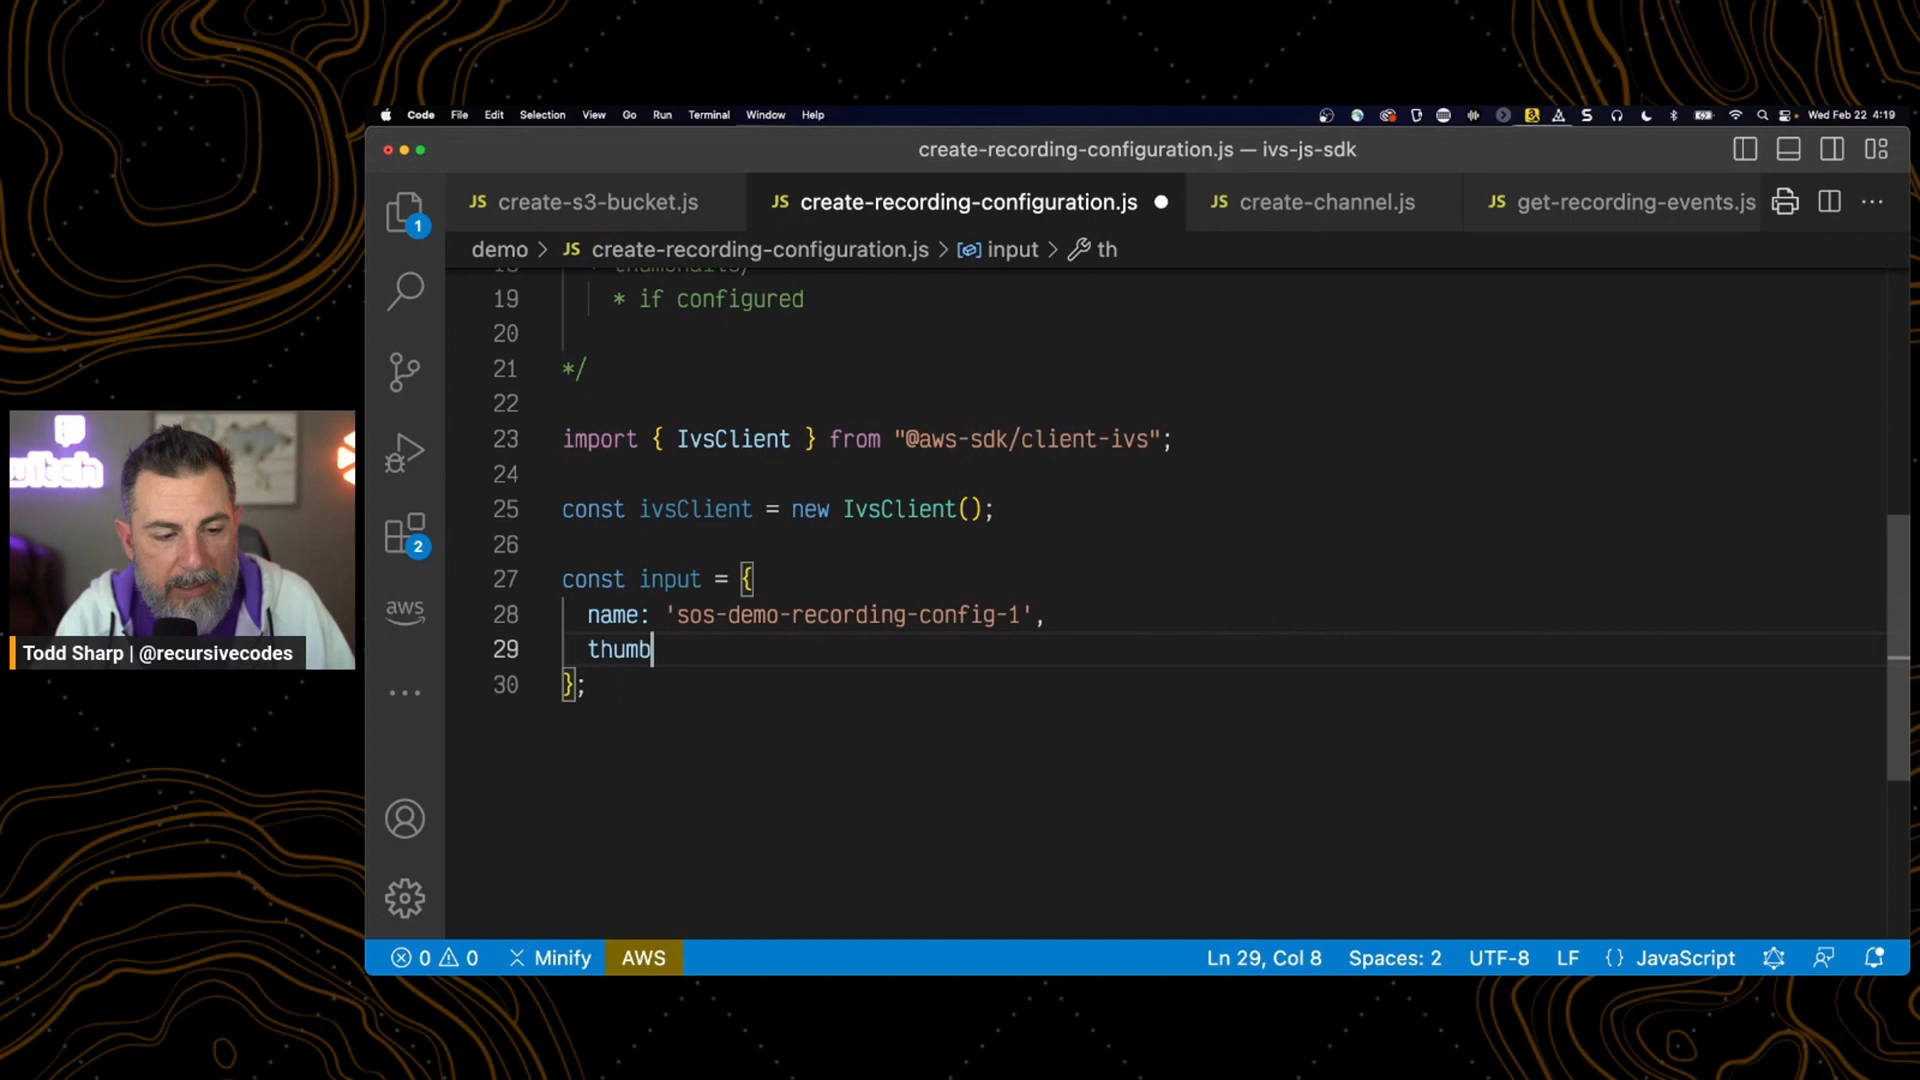 Code File Edit Selection View Go Run Terminal Window Help Wed Feb 22 4:19
create-recording-configuration.js — ivs-js-sdk
JS create-s3-bucket.js JS create-recording-configuration.js JS create-channel.js JS get-recording-events.js
demo > JS create-recording-configuration.js > input > th
19 * if configured
20
21 */
22
23 import { IvsClient } from "@aws-sdk/client-ivs";
24
25 const ivsClient = new IvsClient();
26
27 const input = {
28 name: 'sos-demo-recording-config-1',
29 thumb
30 };
1
2
aws
Todd Sharp | @recursivecodes
0 0 Minify AWS Ln 29, Col 8 Spaces: 2 UTF-8 LF {} JavaScript